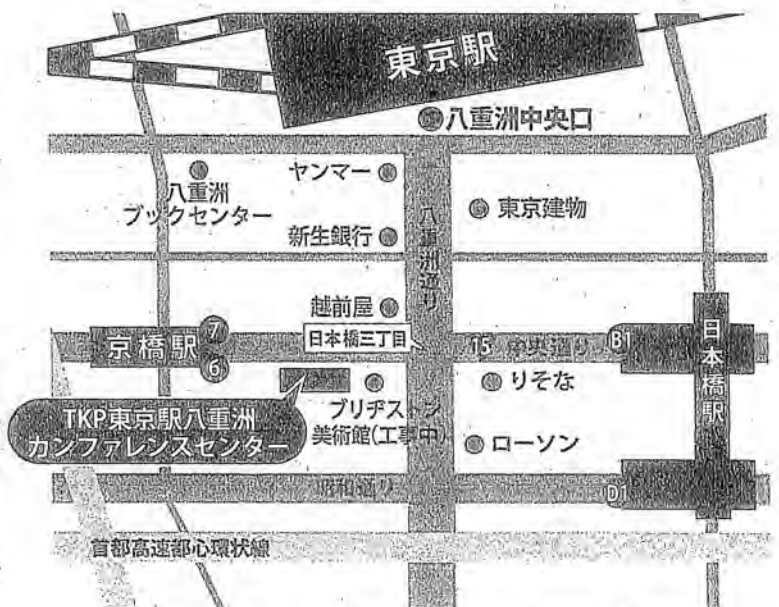 東京駅
八重洲中央口
八重洲
ブックセンター
ヤンマー
新生銀行
八重洲通り
東京建物
越前屋
日本橋三丁目
京橋駅
7
6
15
中央通り
B1
日本橋駅
TKP東京駅八重洲
カンファレンスセンター
ブリヂストン
美術館(工事中)
りそな
ローソン
昭和通り
D1
首都高速都心環状線